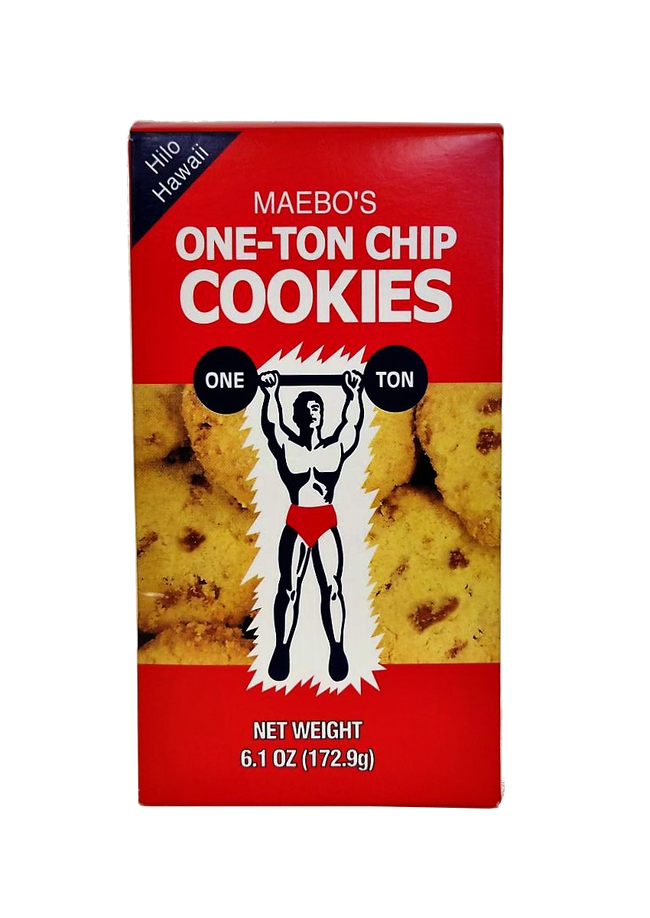 Hilo
Hawaii
MAEBO'S
ONE-TON CHIP
COOKIES
ONE TON
NET WEIGHT
6.1 OZ (172.9g)